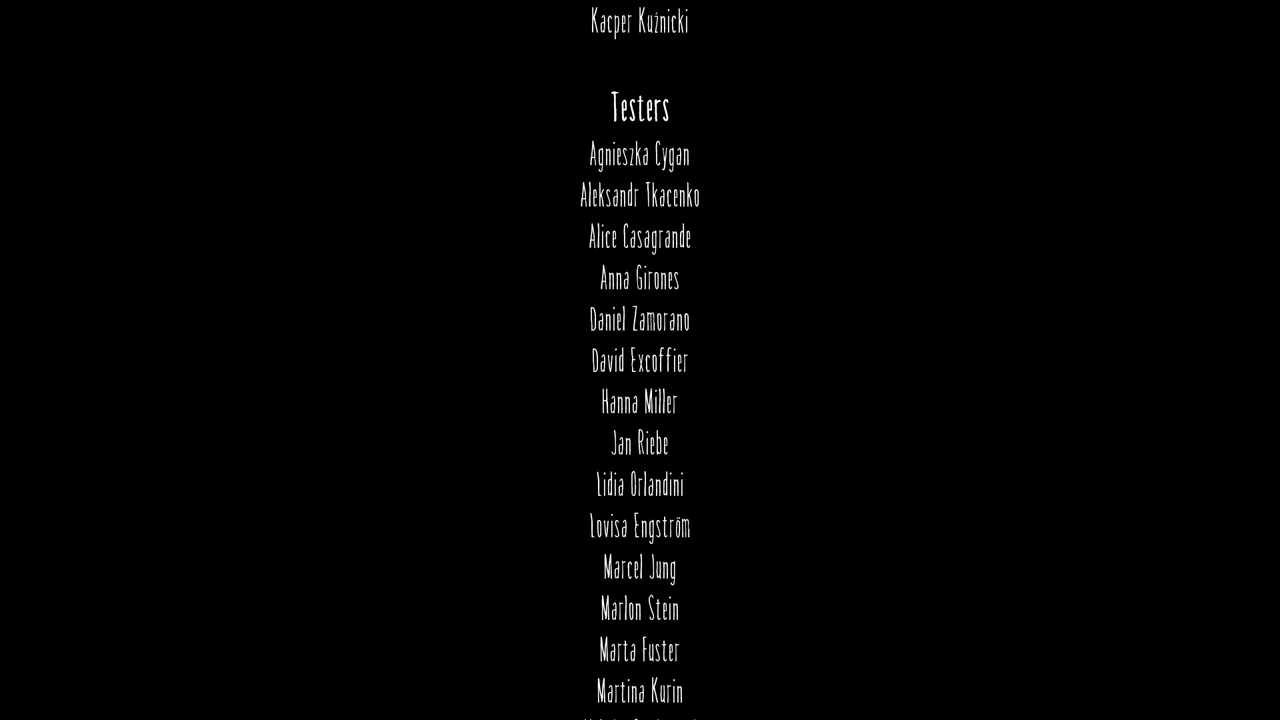 Kacper Kuźnicki
Testers
Agnieszka Cygan
Aleksandr Tkacenko
Alice Casagrande
Anna Girones
Daniel Zamorano
David Excoffier
Hanna Miller
Jan Riebe
Lidia Orlandini
Lovisa Engström
Marcel Jung
Marlon Stein
Marta Fuster
Martina Kurin